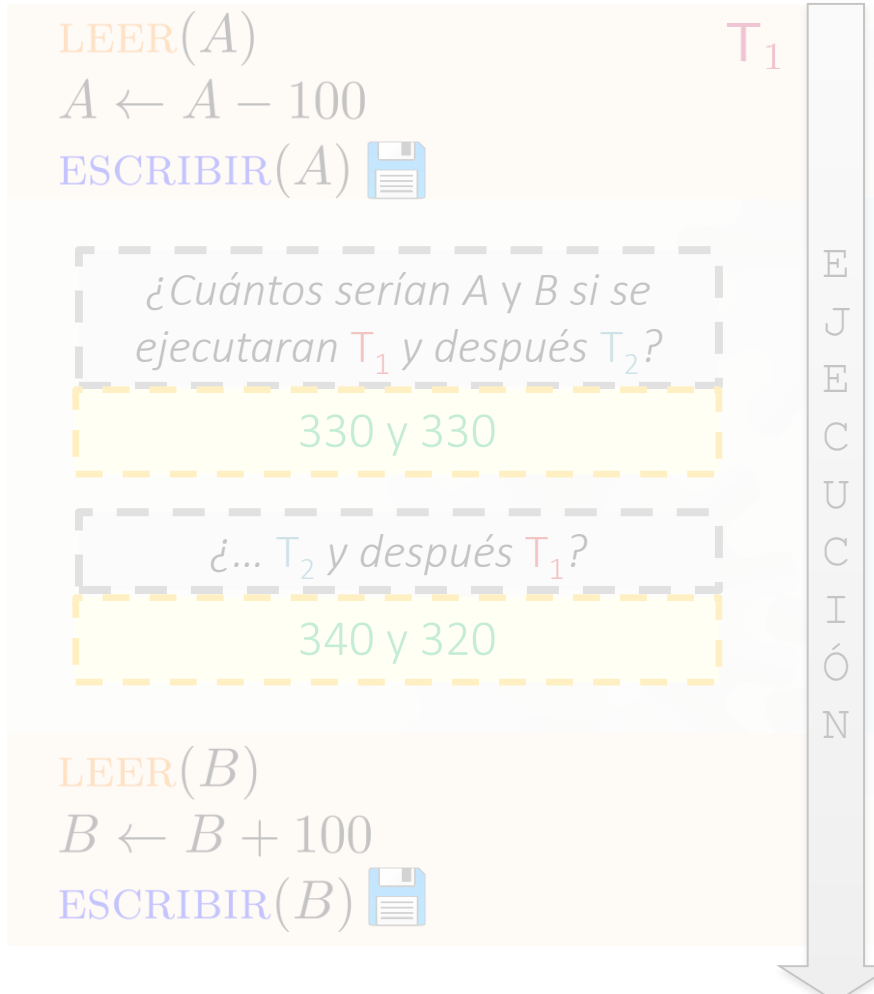 LEER(A)
T1
A ← A − 100
ESCRIBIR(A)
¿Cuántos serían A y B si se
ejecutaran T1 y después T2?
330 y 330
¿... T2 y después T1?
340 y 320
LEER(B)
B ← B + 100
ESCRIBIR(B)
EJECUCIÓN